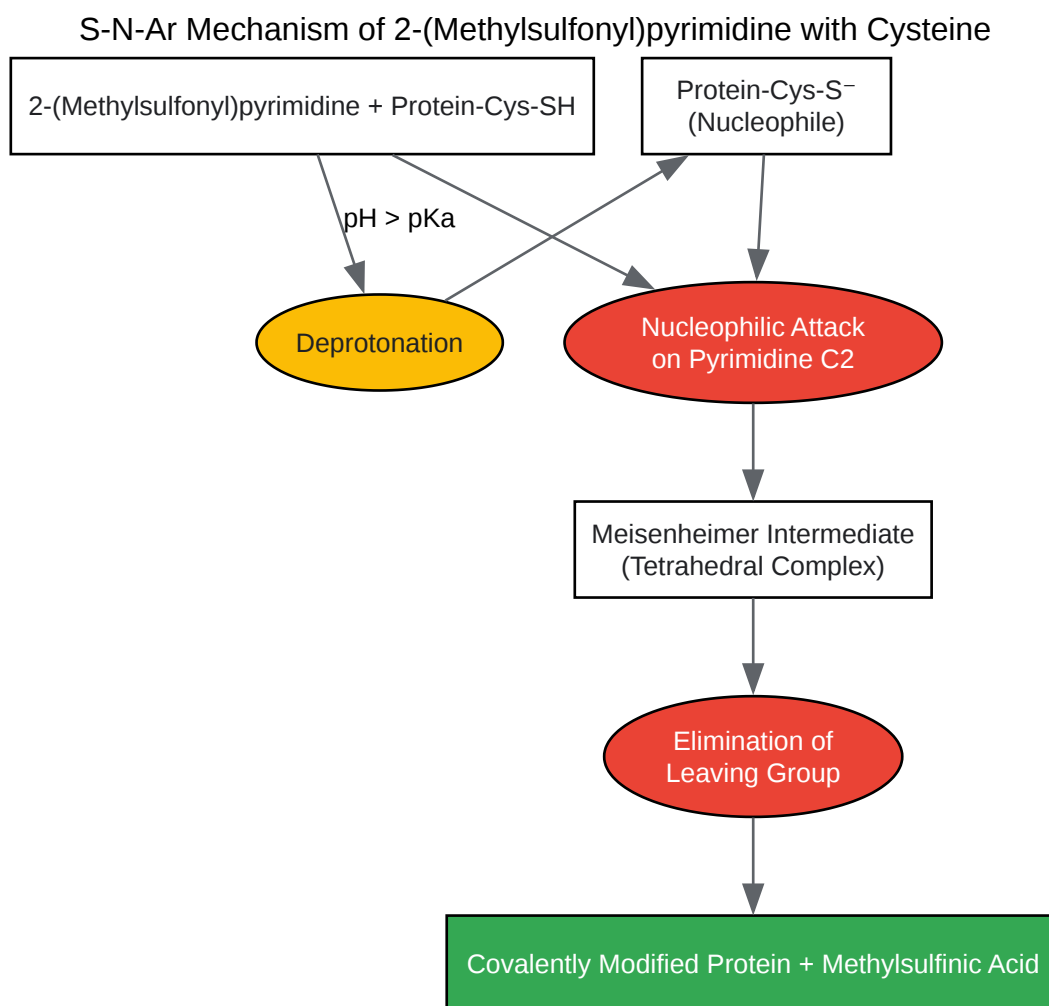 S-N-Ar Mechanism of 2-(Methylsulfonyl)pyrimidine with Cysteine
2-(Methylsulfonyl)pyrimidine + Protein-Cys-SH
Protein-Cys-S⁻
(Nucleophile)
pH > pKa
Deprotonation
Nucleophilic Attack
on Pyrimidine C2
Meisenheimer Intermediate
(Tetrahedral Complex)
Elimination of
Leaving Group
Covalently Modified Protein + Methylsulfinic Acid